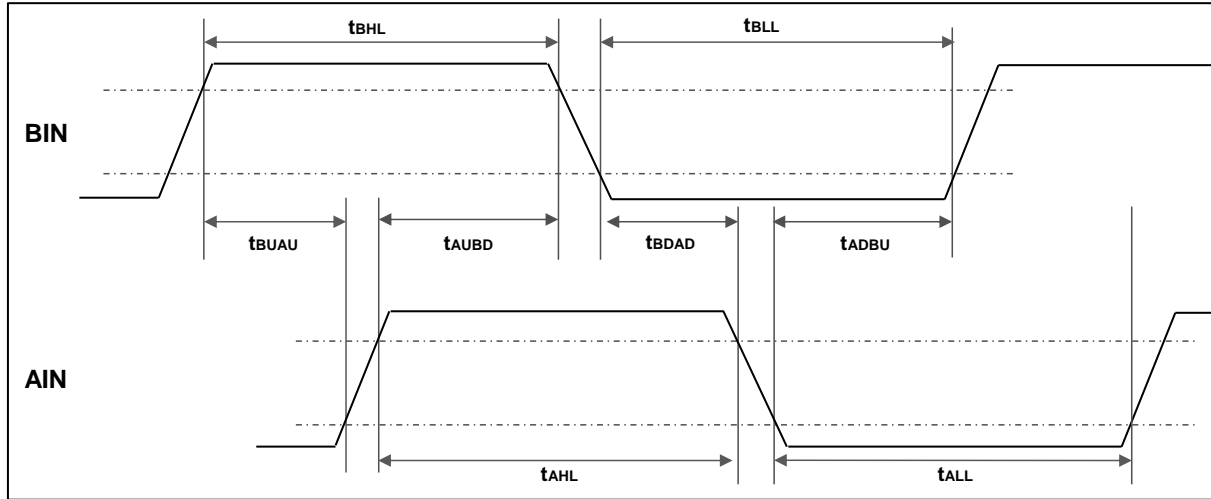 tBHL tBLL
BIN
tBUAU tAUBD tBDAD tADBU
AIN
tAHL tALL